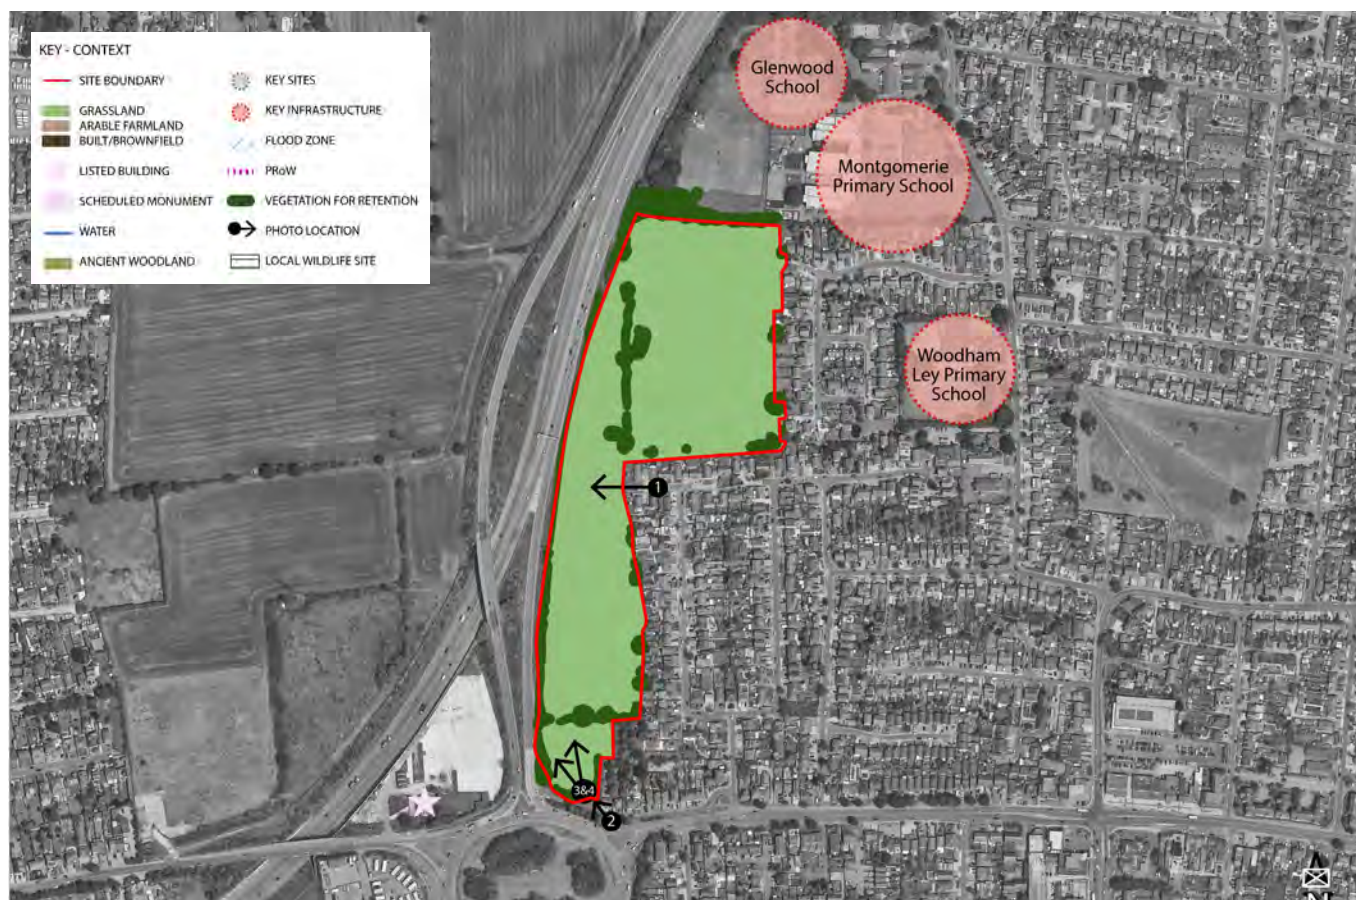 KEY - CONTEXT
SITE BOUNDARY
GRASSLAND
ARABLE FARMLAND
BUILT/BROWNFIELD
LISTED BUILDING
SCHEDULED MONUMENT
WATER
ANCIENT WOODLAND
KEY SITES
KEY INFRASTRUCTURE
FLOOD ZONE
PRoW
VEGETATION FOR RETENTION
PHOTO LOCATION
LOCAL WILDLIFE SITE
Glenwood
School
Montgomerie
Primary School
Woodham
Ley Primary
School
1
3&4
2
N